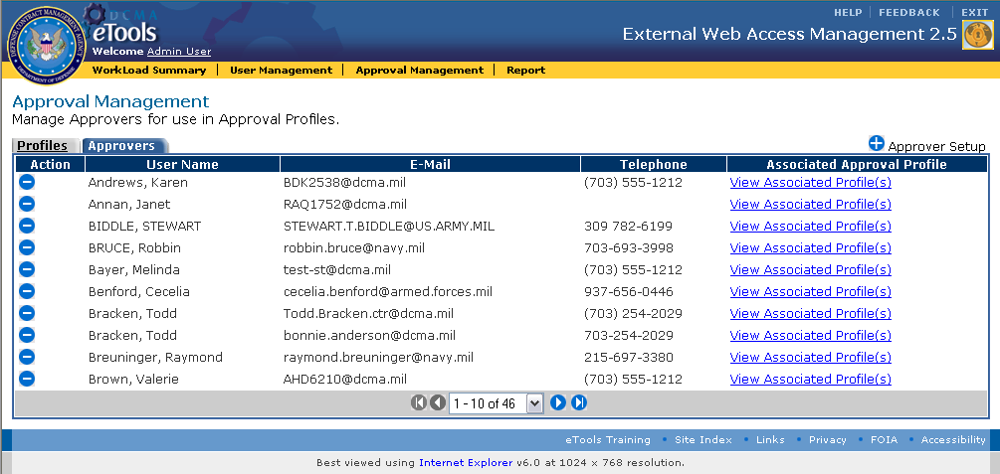 HELP | FEEDBACK | EXIT
DCMA
eTools
External Web Access Management 2.5
Welcome Admin User
DEFENSE CONTRACT MANAGEMENT AGENCY
DEPARTMENT OF DEFENSE
WorkLoad Summary | User Management | Approval Management | Report
Approval Management
Manage Approvers for use in Approval Profiles.
Profiles Approvers Approver Setup
Action User Name E-Mail Telephone Associated Approval Profile
Andrews, Karen BDK2538@dcma.mil (703) 555-1212 View Associated Profile(s)
Annan, Janet RAQ1752@dcma.mil View Associated Profile(s)
BIDDLE, STEWART STEWART.T.BIDDLE@US.ARMY.MIL 309 782-6199 View Associated Profile(s)
BRUCE, Robbin robbin.bruce@navy.mil 703-693-3998 View Associated Profile(s)
Bayer, Melinda test-st@dcma.mil (703) 555-1212 View Associated Profile(s)
Benford, Cecelia cecelia.benford@armed.forces.mil 937-656-0446 View Associated Profile(s)
Bracken, Todd Todd.Bracken.ctr@dcma.mil (703) 254-2029 View Associated Profile(s)
Bracken, Todd bonnie.anderson@dcma.mil 703-254-2029 View Associated Profile(s)
Breuninger, Raymond raymond.breuninger@navy.mil 215-697-3380 View Associated Profile(s)
Brown, Valerie AHD6210@dcma.mil (703) 555-1212 View Associated Profile(s)
1 - 10 of 46
eTools Training • Site Index • Links • Privacy • FOIA • Accessibility
Best viewed using Internet Explorer v6.0 at 1024 x 768 resolution.